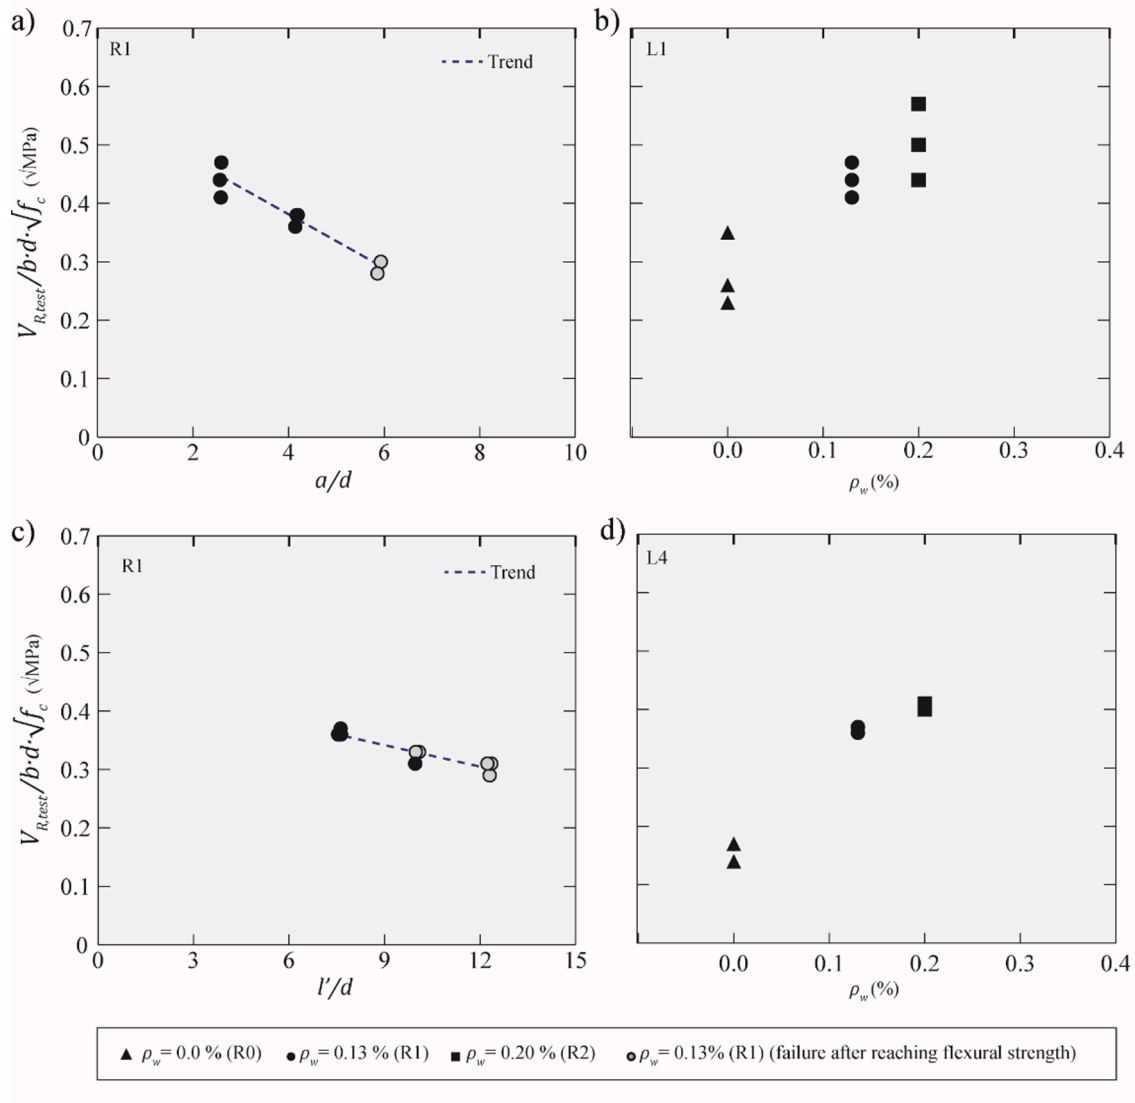 a)
R1
Trend
0.7
0.6
0.5
0.4
0.3
0.2
0.1
0
V_R,test/b·d·√f_c (√MPa)
0 2 4 6 8 10
a/d
b)
L1
0.0 0.1 0.2 0.3 0.4
ρ_w(%)
c)
R1
Trend
0.7
0.6
0.5
0.4
0.3
0.2
0.1
0
V_R,test/b·d·√f_c (√MPa)
0 3 6 9 12 15
l'/d
d)
L4
0.0 0.1 0.2 0.3 0.4
ρ_w(%)
ρ_w= 0.0 % (R0) ρ_w= 0.13 % (R1) ρ_w= 0.20 % (R2) ρ_w= 0.13% (R1) (failure after reaching flexural strength)